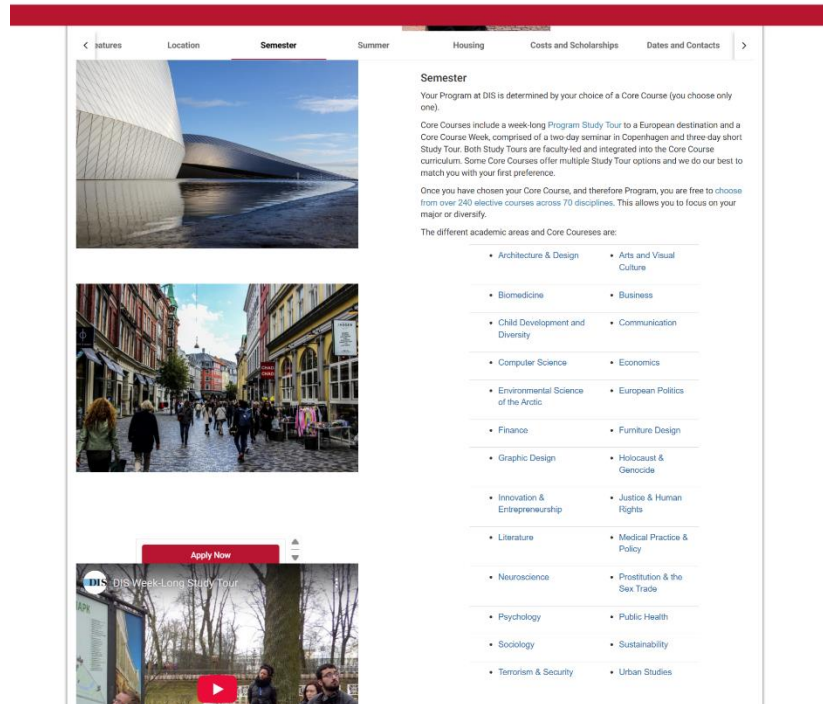 eatures
Location
Semester
Summer
Housing
Costs and Scholarships
Dates and Contacts
Semester
Your Program at DIS is determined by your choice of a Core Course (you choose only
one).
Core Courses include a week-long Program Study Tour to a European destination and a
Core Course Week, comprised of a two-day seminar in Copenhagen and three-day short
Study Tour. Both Study Tours are faculty-led and integrated into the Core Course
curriculum. Some Core Courses offer multiple Study Tour options and we do our best to
match you with your first preference.
Once you have chosen your Core Course, and therefore Program, you are free to choose
from over 240 elective courses across 70 disciplines. This allows you to focus on your
major or diversify.
The different academic areas and Core Coureses are:
• Architecture & Design
• Arts and Visual
Culture
• Biomedicine
• Business
• Child Development and
Diversity
• Communication
• Computer Science
• Economics
• Environmental Science
of the Arctic
• European Politics
• Finance
• Furniture Design
• Graphic Design
• Holocaust &
Genocide
• Innovation &
Entrepreneurship
• Justice & Human
Rights
• Literature
• Medical Practice &
Policy
• Neuroscience
• Prostitution & the
Sex Trade
• Psychology
• Public Health
• Sociology
• Sustainability
• Terrorism & Security
• Urban Studies
Apply Now
DIS
DIS Week-Long Study Tour